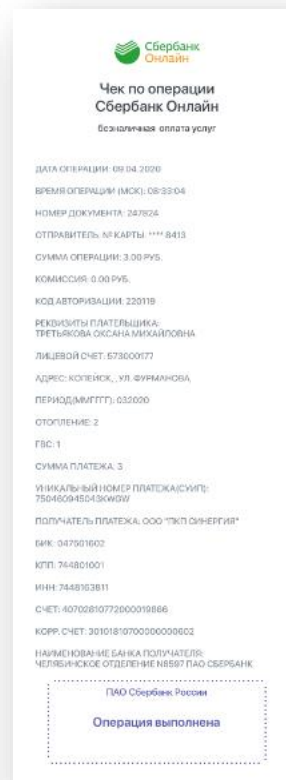 Сбербанк
Онлайн
Чек по операции
Сбербанк Онлайн
безналичная оплата услуг
ДАТА ОПЕРАЦИИ: 09.04.2020
ВРЕМЯ ОПЕРАЦИИ (МСК): 08:33:04
НОМЕР ДОКУМЕНТА: 247824
ОТПРАВИТЕЛЬ: № КАРТЫ: **** 8413
СУММА ОПЕРАЦИИ: 3.00 РУБ.
КОМИССИЯ: 0.00 РУБ.
КОД АВТОРИЗАЦИИ: 220119
РЕКВИЗИТЫ ПЛАТЕЛЬЩИКА:
ТРЕТЬЯКОВА ОКСАНА МИХАЙЛОВНА
ЛИЦЕВОЙ СЧЕТ: 573000177
АДРЕС: КОПЕЙСК, , УЛ. ФУРМАНОВА,
ПЕРИОД(ММГГГГ): 032020
ОТОПЛЕНИЕ: 2
ГВС: 1
СУММА ПЛАТЕЖА: 3
УНИКАЛЬНЫЙ НОМЕР ПЛАТЕЖА(СУИП):
750460945043KWGW
ПОЛУЧАТЕЛЬ ПЛАТЕЖА: ООО "ПКП СИНЕРГИЯ"
БИК: 047501602
КПП: 744801001
ИНН: 7448163811
СЧЕТ: 40702810772000019866
КОРР. СЧЕТ: 30101810700000000602
НАИМЕНОВАНИЕ БАНКА ПОЛУЧАТЕЛЯ:
ЧЕЛЯБИНСКОЕ ОТДЕЛЕНИЕ N8597 ПАО СБЕРБАНК
ПАО Сбербанк России
Операция выполнена